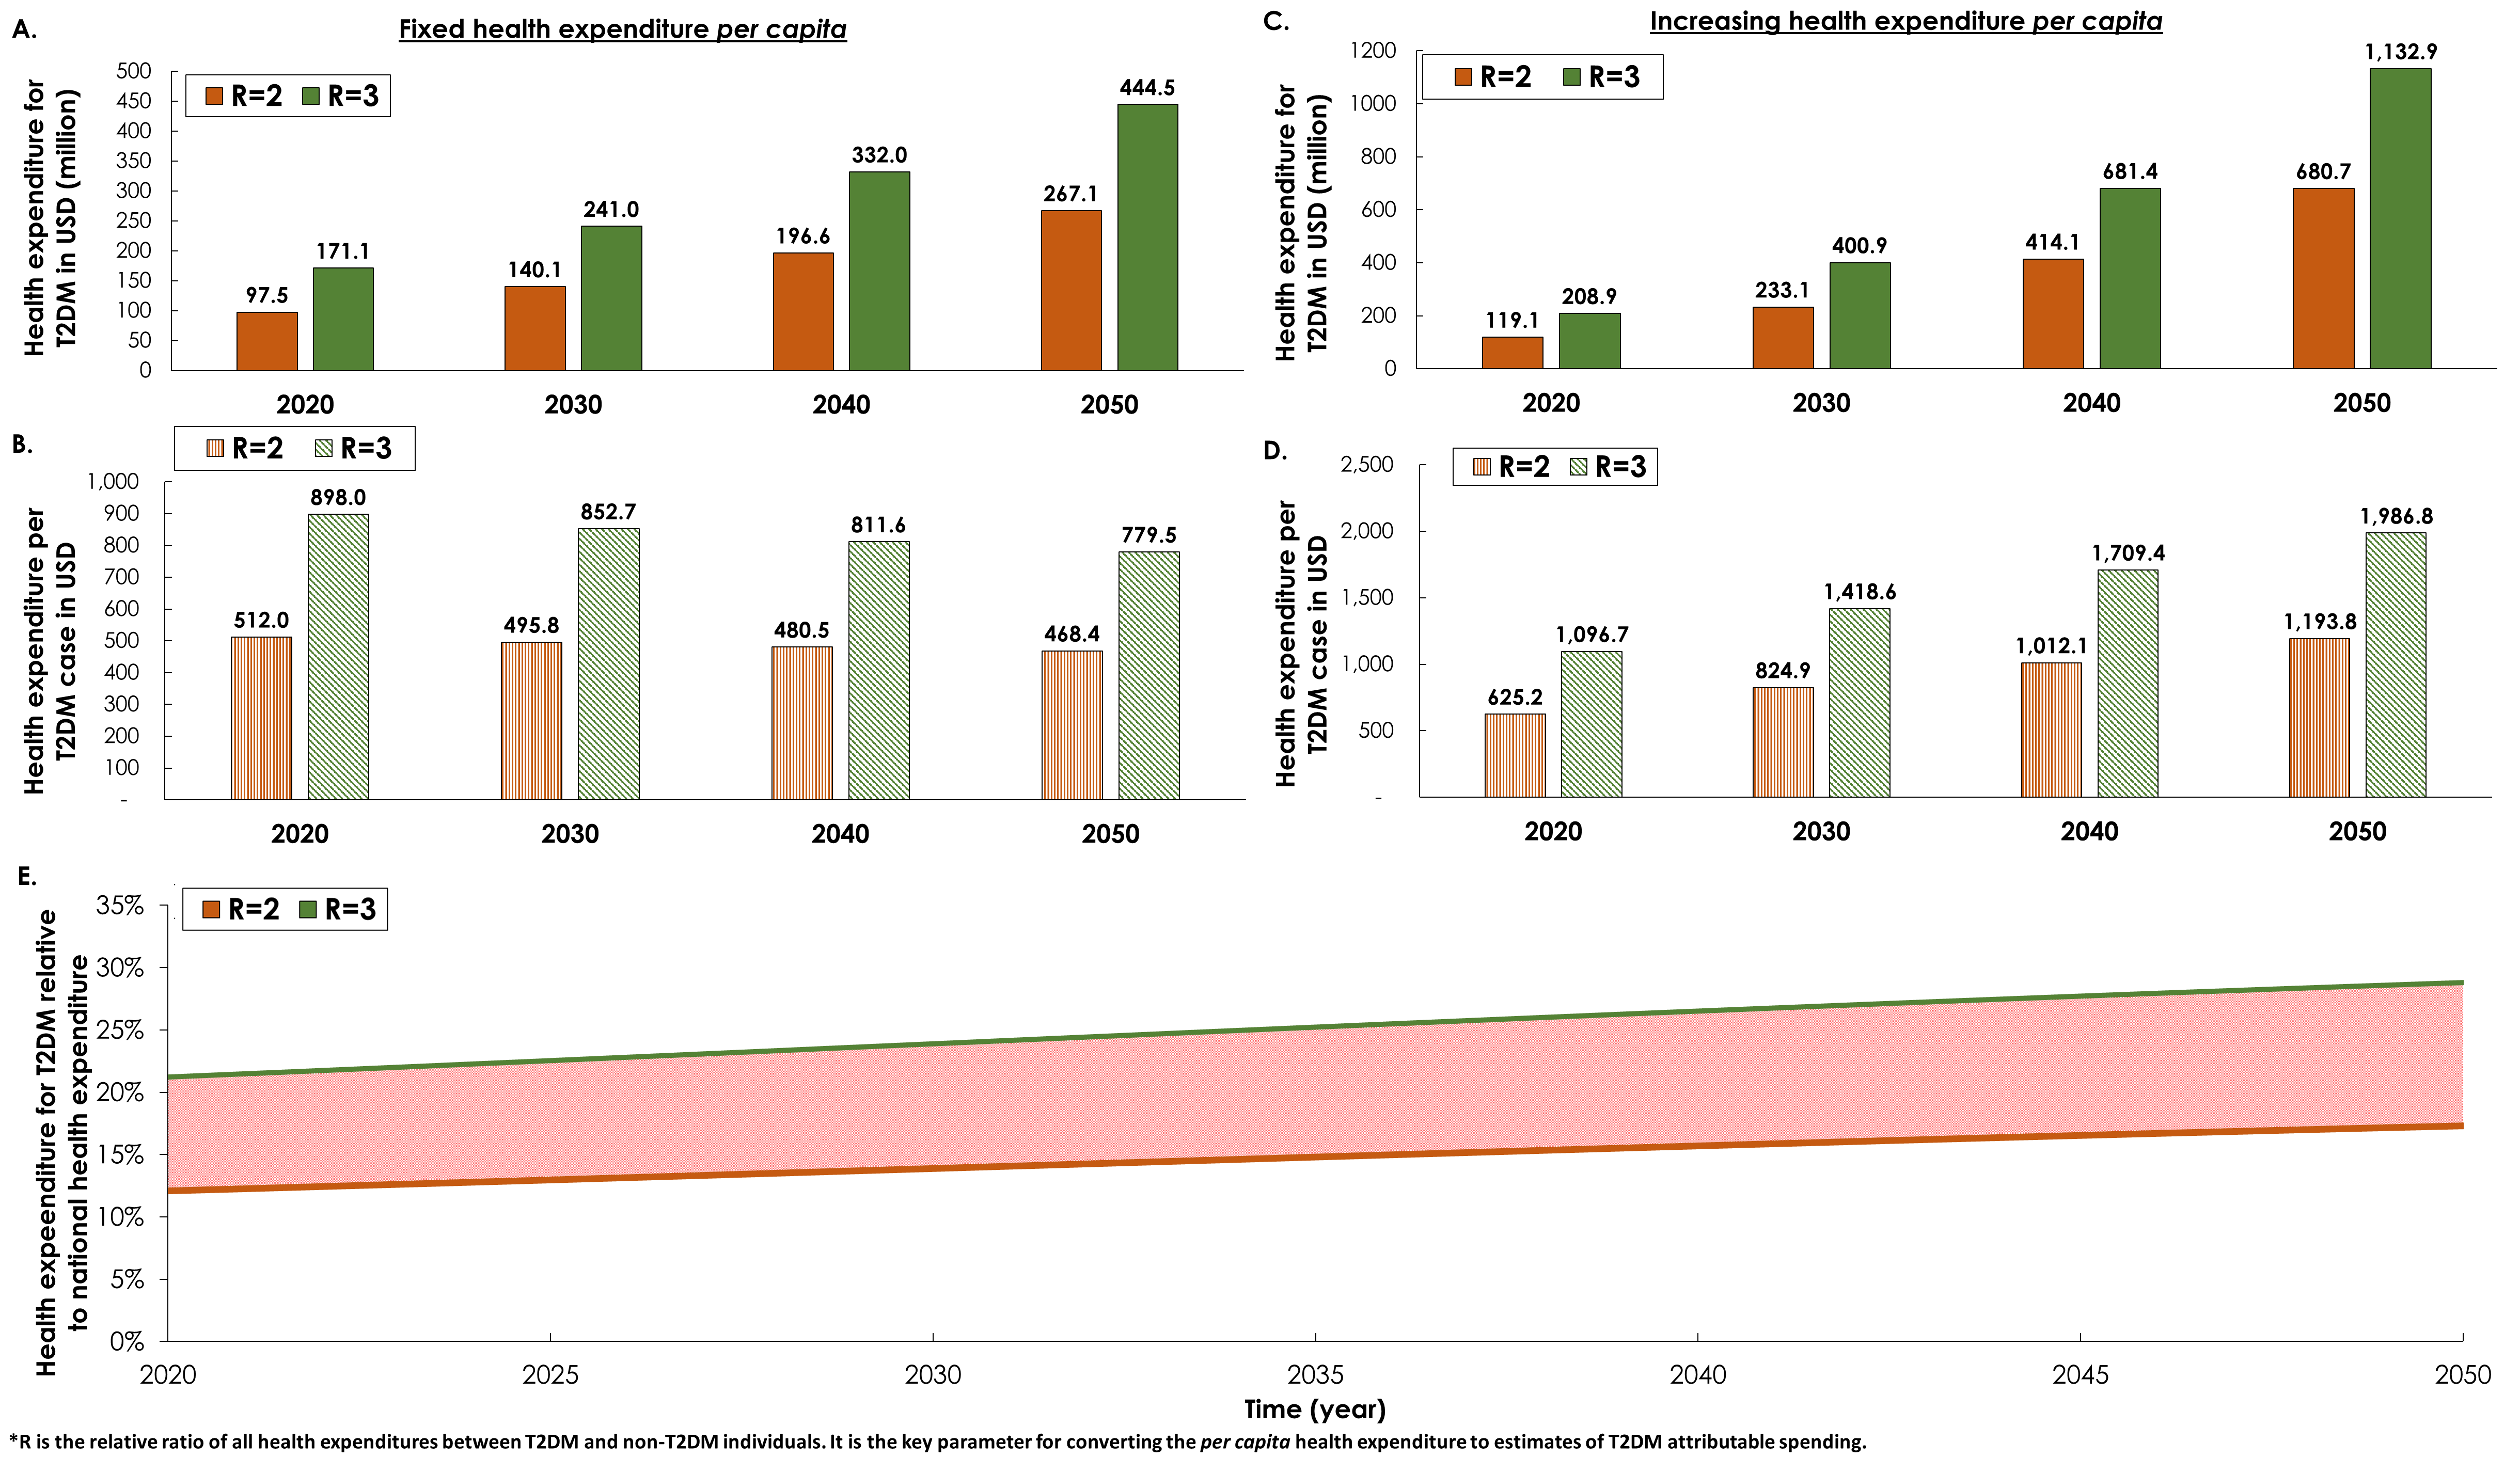 A.
Fixed health expenditure per capita
Health expenditure for
T2DM in USD (million)
500
450
400
350
300
250
200
150
100
50
0
R=2 R=3
97.5
171.1
140.1
241.0
196.6
332.0
267.1
444.5
2020 2030 2040 2050
C.
Increasing health expenditure per capita
Health expenditure for
T2DM in USD (million)
1200
1000
800
600
400
200
0
R=2 R=3
119.1
208.9
233.1
400.9
414.1
681.4
680.7
1,132.9
2020 2030 2040 2050
B.
Health expenditure per
T2DM case in USD
R=2 R=3
1,000
900
800
700
600
500
400
300
200
100
-
512.0
898.0
495.8
852.7
480.5
811.6
468.4
779.5
2020 2030 2040 2050
D.
Health expenditure per
T2DM case in USD
R=2 R=3
2,500
2,000
1,500
1,000
500
-
625.2
1,096.7
824.9
1,418.6
1,012.1
1,709.4
1,193.8
1,986.8
2020 2030 2040 2050
E.
Health expeenditure for T2DM relative
to national health expenditure
R=2 R=3
35%
30%
25%
20%
15%
10%
5%
0%
2020 2025 2030 2035 2040 2045 2050
Time (year)
*R is the relative ratio of all health expenditures between T2DM and non-T2DM individuals. It is the key parameter for converting the per capita health expenditure to estimates of T2DM attributable spending.